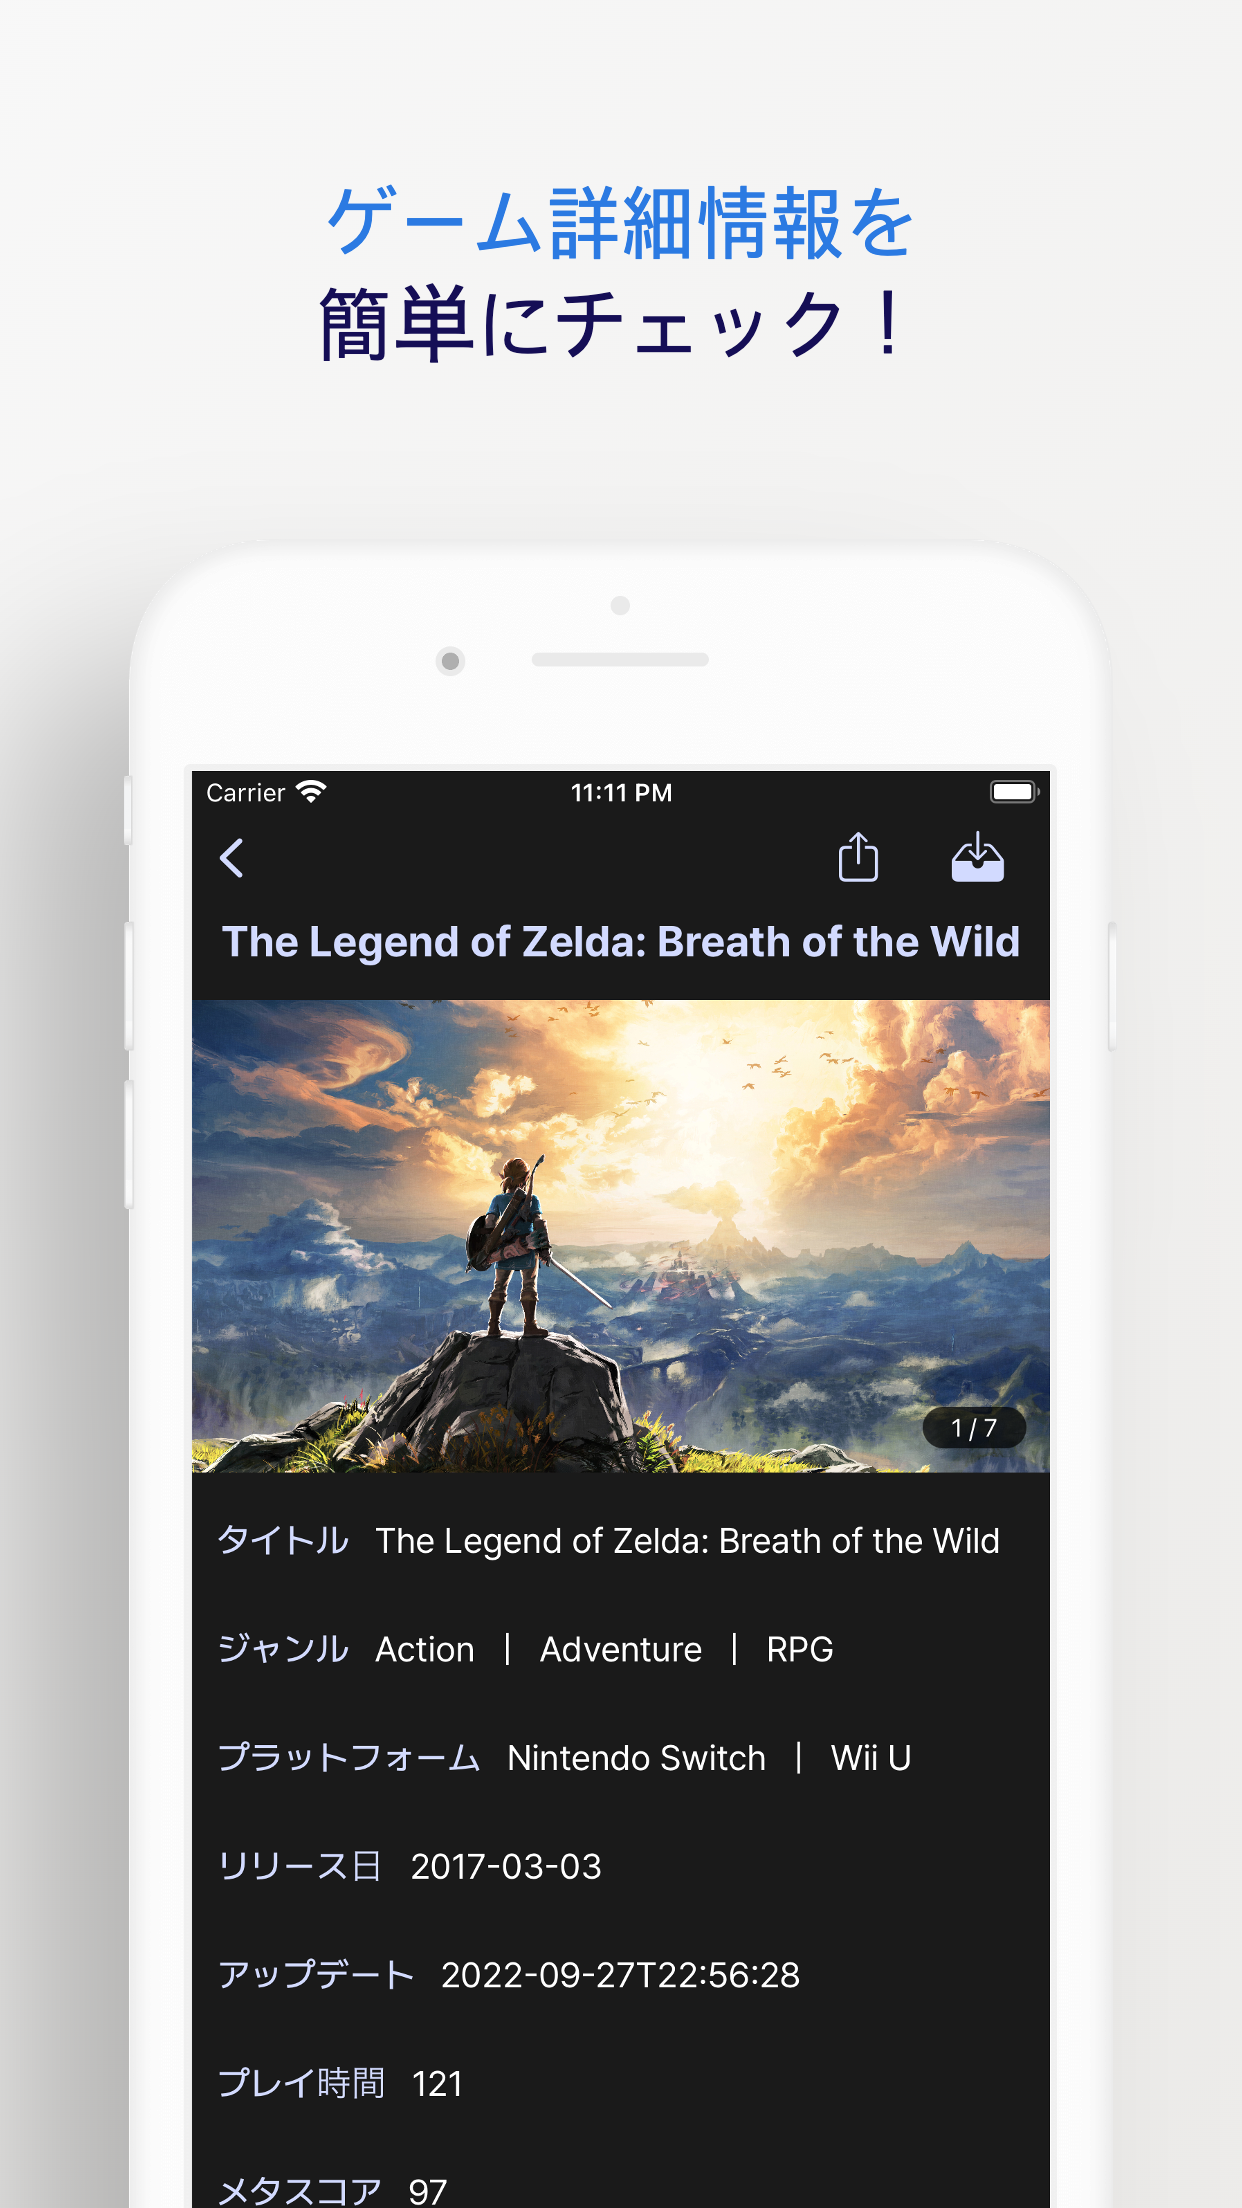 ゲーム詳細情報を
簡単にチェック！
Carrier 11:11 PM
The Legend of Zelda: Breath of the Wild
1 / 7
タイトル The Legend of Zelda: Breath of the Wild
ジャンル Action | Adventure | RPG
プラットフォーム Nintendo Switch | Wii U
リリース日 2017-03-03
アップデート 2022-09-27T22:56:28
プレイ時間 121
メタスコア 97